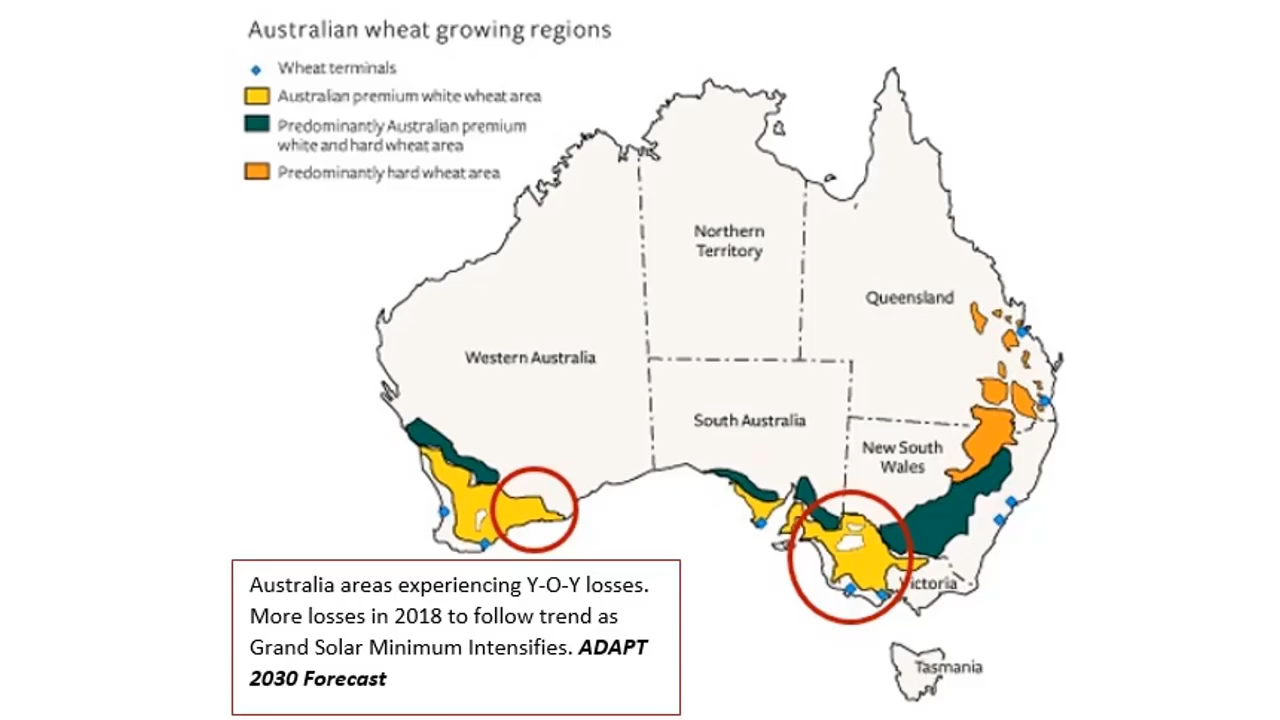 Australian wheat growing regions
Wheat terminals
Australian premium white wheat area
Predominantly Australian premium
white and hard wheat area
Predominantly hard wheat area
Northern
Territory
Queensland
Western Australia
South Australia
New South
Wales
Victoria
Tasmania
Australia areas experiencing Y-O-Y losses.
More losses in 2018 to follow trend as
Grand Solar Minimum Intensifies. ADAPT
2030 Forecast